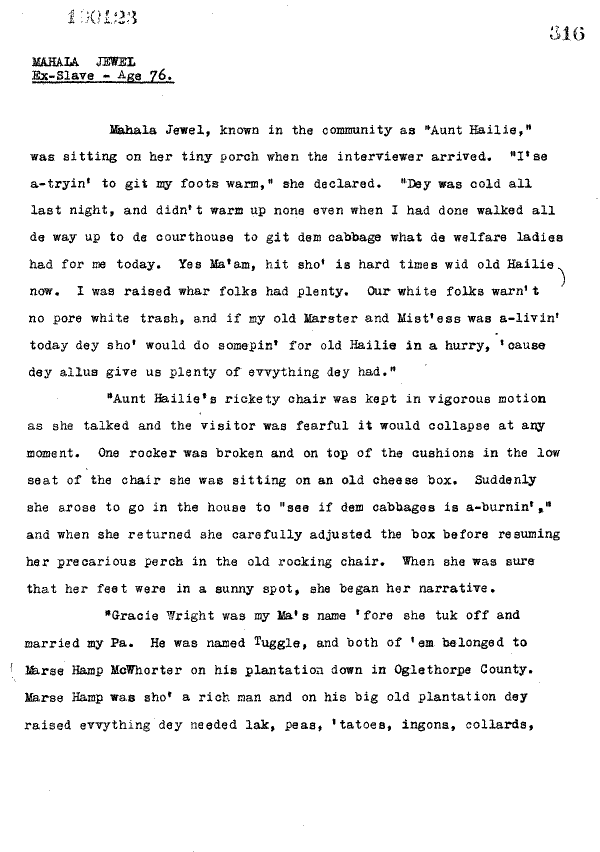 100123
316
MAHALA JEWEL
Ex-Slave - Age 76.
Mahala Jewel, known in the community as "Aunt Hailie,"
was sitting on her tiny porch when the interviewer arrived. "I'se
a-tryin' to git my foots warm," she declared. "Dey was cold all
last night, and didn't warm up none even when I had done walked all
de way up to de courthouse to git dem cabbage what de welfare ladies
had for me today. Yes Ma'am, hit sho' is hard times wid old Hailie
now. I was raised whar folks had plenty. Our white folks warn't
no pore white trash, and if my old Marster and Mist'ess was a-livin'
today dey sho' would do somepin' for old Hailie in a hurry, 'cause
dey allus give us plenty of evvything dey had."
"Aunt Hailie's rickety chair was kept in vigorous motion
as she talked and the visitor was fearful it would collapse at any
moment. One rocker was broken and on top of the cushions in the low
seat of the chair she was sitting on an old cheese box. Suddenly
she arose to go in the house to "see if dem cabbages is a-burnin',"
and when she returned she carefully adjusted the box before resuming
her precarious perch in the old rocking chair. When she was sure
that her feet were in a sunny spot, she began her narrative.
"Gracie Wright was my Ma's name 'fore she tuk off and
married my Pa. He was named Tuggle, and both of 'em belonged to
Marse Hamp McWhorter on his plantation down in Oglethorpe County.
Marse Hamp was sho' a rich man and on his big old plantation dey
raised evvything dey needed lak, peas, 'tatoes, ingons, collards,